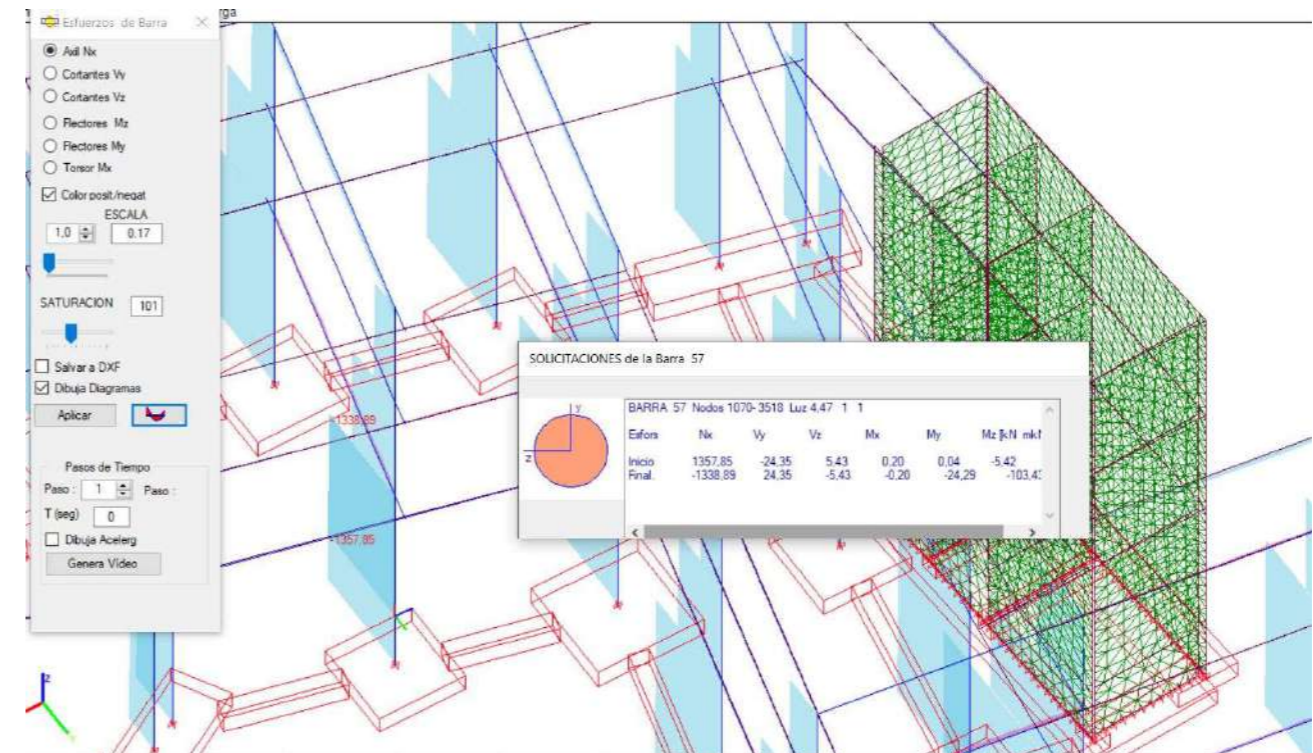 rga
Esfuerzos de Barra
Axil Nx
Cortantes Vy
Cortantes Vz
Flectores Mz
Flectores My
Torsor Mx
Color posit/negat
ESCALA
1,0 0.17
SATURACION 101
Salvar a DXF
Dibuja Diagramas
Aplicar
Pasos de Tiempo
Paso : 1 Paso :
T (seg) 0
Dibuja Acelerg
Genera Vídeo
-1338,89
-1357,85
SOLICITACIONES de la Barra 57
y
z
BARRA 57 Nodos 1070- 3518 Luz 4,47 1 1
Esfors Nx Vy Vz Mx My Mz [kN mkN
Inicio 1357,85 -24,35 5,43 0,20 0,04 -5,42
Final. -1338,89 24,35 -5,43 -0,20 -24,29 -103,4
z